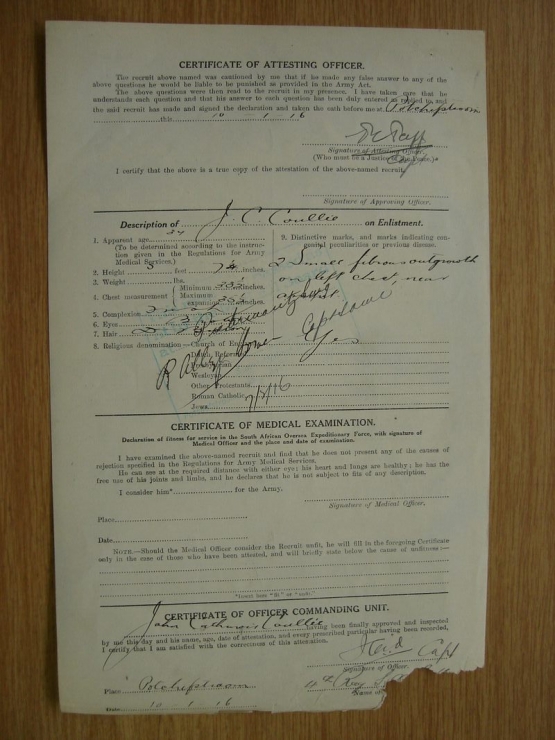 CERTIFICATE OF ATTESTING OFFICER.
The recruit above named was cautioned by me that if he made any false answer to any of the
above questions he would be liable to be punished as provided in the Army Act.
The above questions were then read to the recruit in my presence. I have taken care that he
understands each question and that his answer to each question has been duly entered as replied to, and
the said recruit has made and signed the declaration and taken the oath before me at Potchefstroom
this 10 - 1 - 16
Signature of Attesting Officer.
(Who must be a Justice of the Peace.)
I certify that the above is a true copy of the attestation of the above-named recruit.
Signature of Approving Officer.
Description of J. C. Coullie on Enlistment.
1. Apparent age
(To be determined according to the instruction given in the Regulations for Army Medical Services.)
2. Height 5 feet 7¼ inches.
3. Weight lbs.
4. Chest measurement Minimum inches.
Maximum expansion inches.
5. Complexion
6. Eyes
7. Hair
8. Religious denomination—Church of England
Dutch Reformed
Presbyterian
Wesleyan
Other Protestants
Roman Catholic
Jews
9. Distinctive marks, and marks indicating congenital peculiarities or previous disease.
2 Small fibrous outgrowth
on left chest, near
7/2/16
CERTIFICATE OF MEDICAL EXAMINATION.
Declaration of fitness for service in the South African Oversea Expeditionary Force, with signature of
Medical Officer and the place and date of examination.
I have examined the above-named recruit and find that he does not present any of the causes of
rejection specified in the Regulations for Army Medical Services.
He can see at the required distance with either eye; his heart and lungs are healthy; he has the
free use of his joints and limbs, and he declares that he is not subject to fits of any description.
I consider him* for the Army.
Signature of Medical Officer.
Place
Date
NOTE.—Should the Medical Officer consider the Recruit unfit, he will fill in the foregoing Certificate
only in the case of those who have been attested, and will briefly state below the cause of unfitness:—
*Insert here "fit" or "unfit."
CERTIFICATE OF OFFICER COMMANDING UNIT.
John Coullie having been finally approved and inspected
by me this day and his name, age, date of attestation, and every prescribed particular having been recorded,
I certify that I am satisfied with the correctness of this attestation.
Capt
Signature of Officer.
Place Potchefstroom
4th
Date 10 - 1 - 16